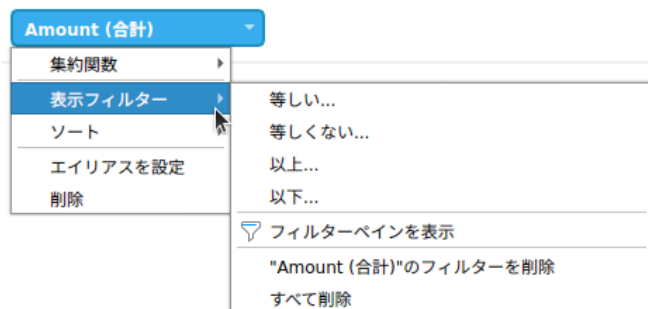 Amount (合計)
集約関数
表示フィルター
ソート
エイリアスを設定
削除
等しい...
等しくない...
以上...
以下...
フィルターペインを表示
"Amount (合計)"のフィルターを削除
すべて削除